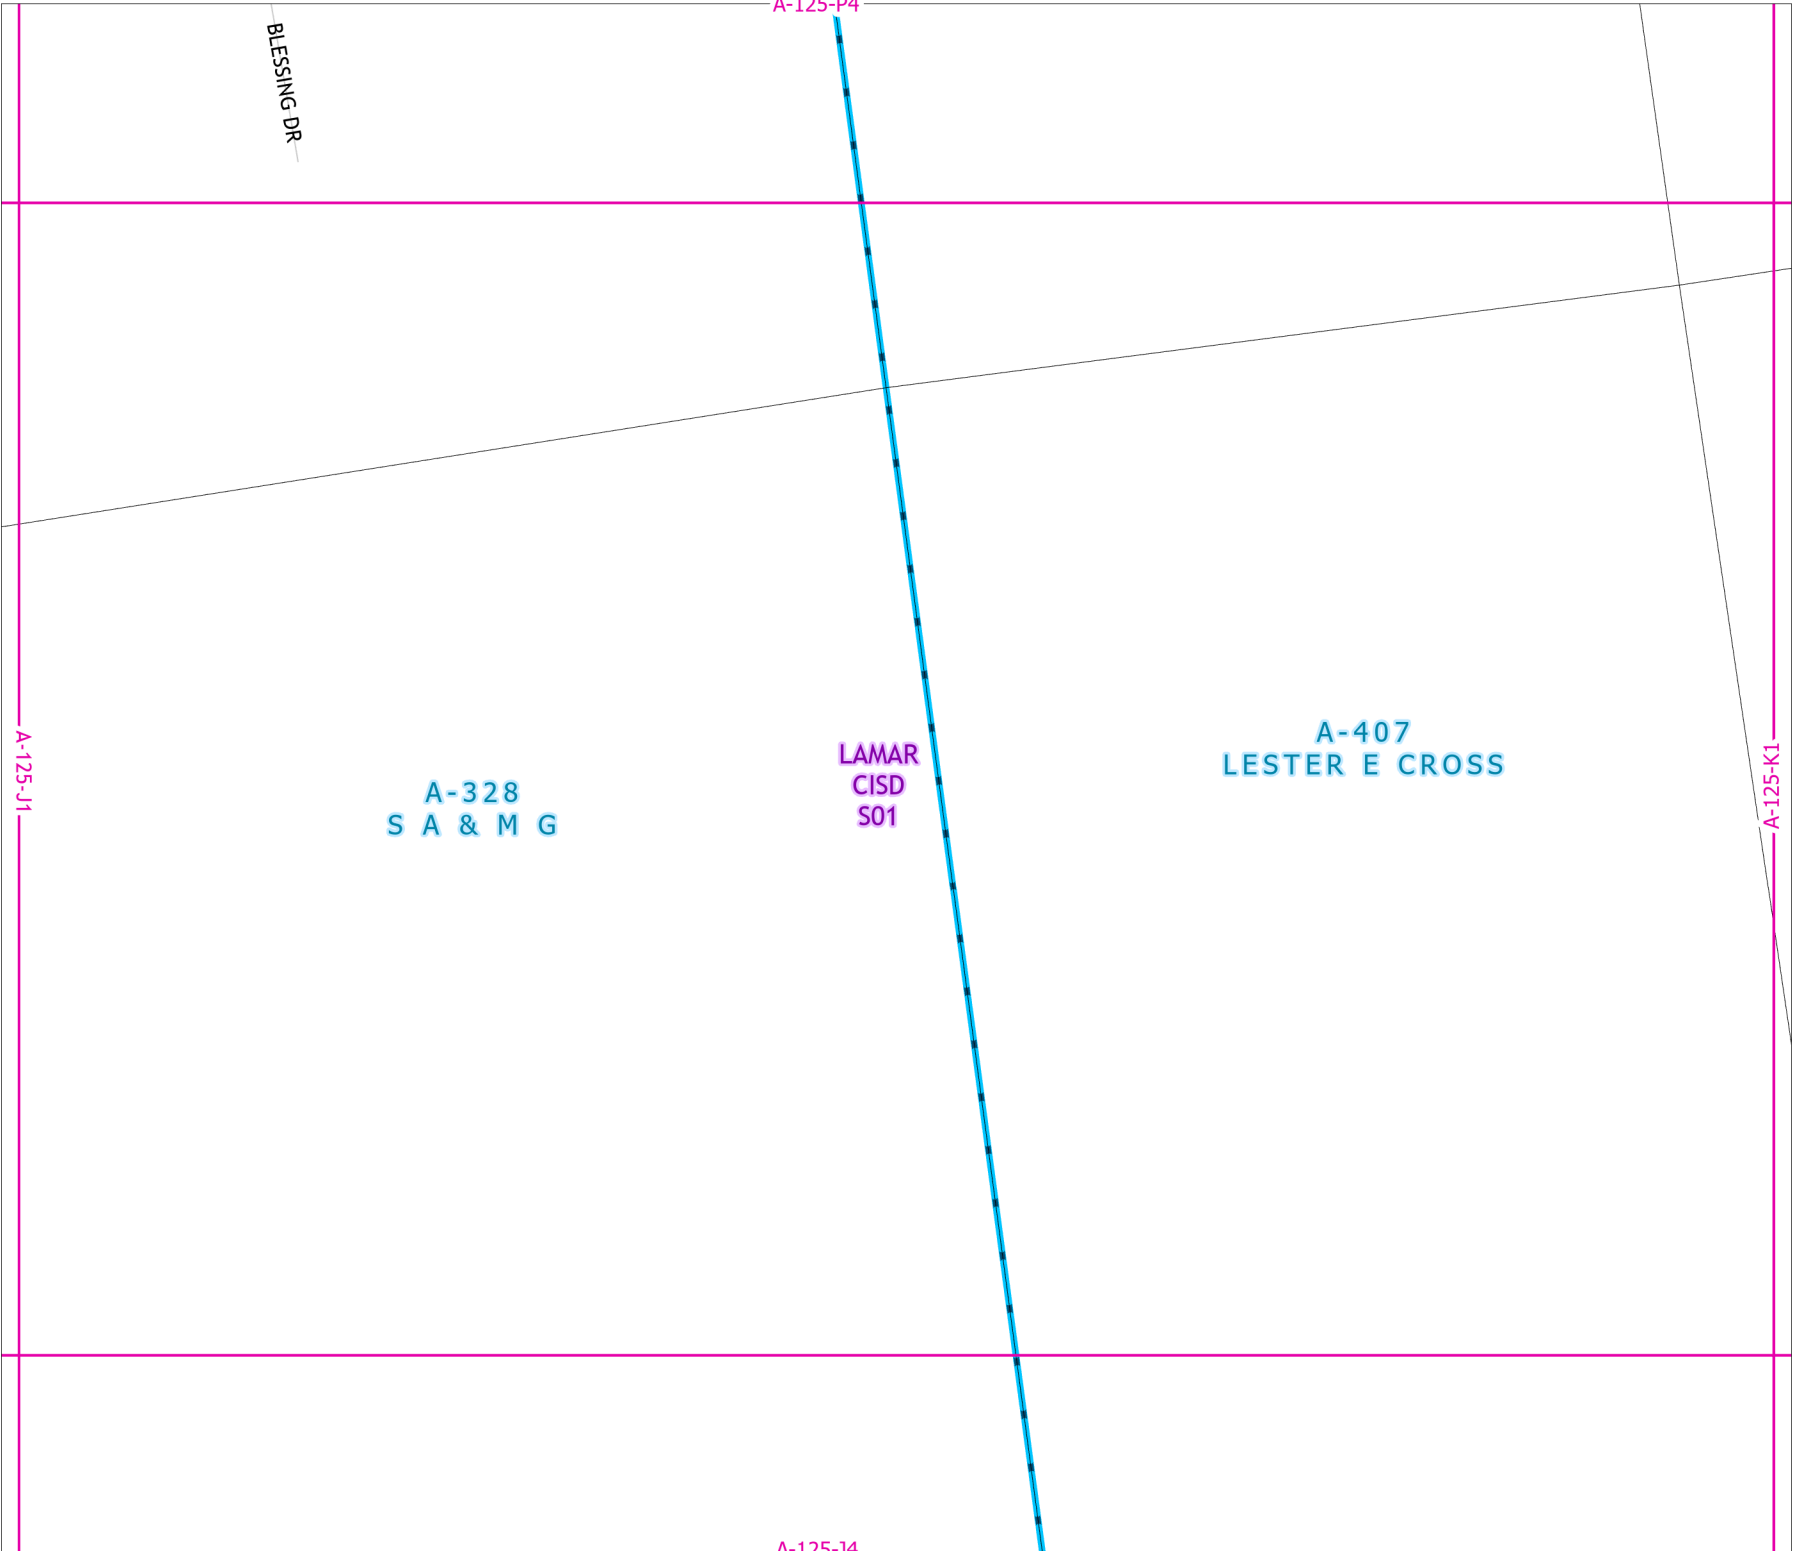 A-125-P4
BLESSING DR
A-125-J1
A-328
S A & M G
LAMAR
CISD
S01
A-407
LESTER E CROSS
A-125-K1
A-125-J4